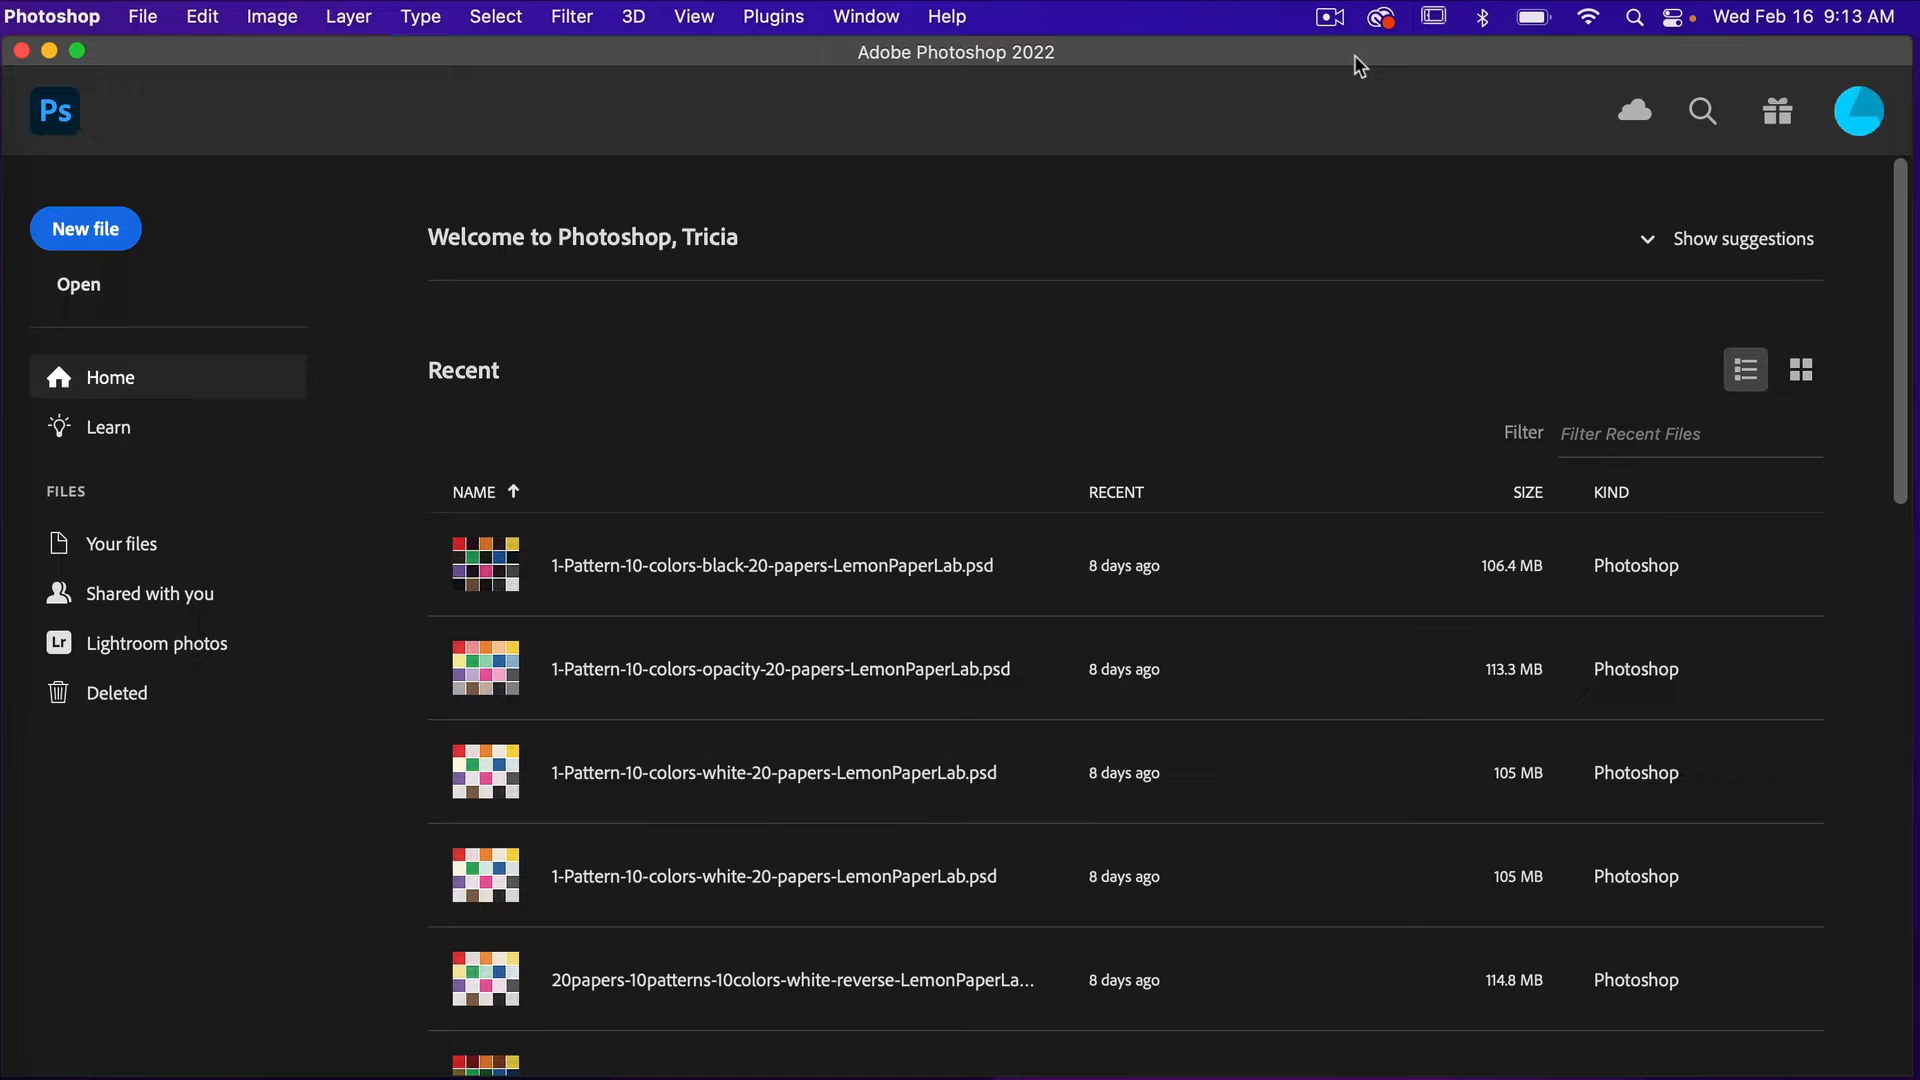 Photoshop File Edit Image Layer Type Select Filter 3D View Plugins Window Help Wed Feb 16 9:13 AM
Adobe Photoshop 2022
Ps
New file
Welcome to Photoshop, Tricia
Show suggestions
Open
Home
Recent
Learn
Filter Filter Recent Files
FILES
NAME RECENT SIZE KIND
Your files
1-Pattern-10-colors-black-20-papers-LemonPaperLab.psd 8 days ago 106.4 MB Photoshop
Shared with you
Lr Lightroom photos
1-Pattern-10-colors-opacity-20-papers-LemonPaperLab.psd 8 days ago 113.3 MB Photoshop
Deleted
1-Pattern-10-colors-white-20-papers-LemonPaperLab.psd 8 days ago 105 MB Photoshop
1-Pattern-10-colors-white-20-papers-LemonPaperLab.psd 8 days ago 105 MB Photoshop
20papers-10patterns-10colors-white-reverse-LemonPaperLa... 8 days ago 114.8 MB Photoshop